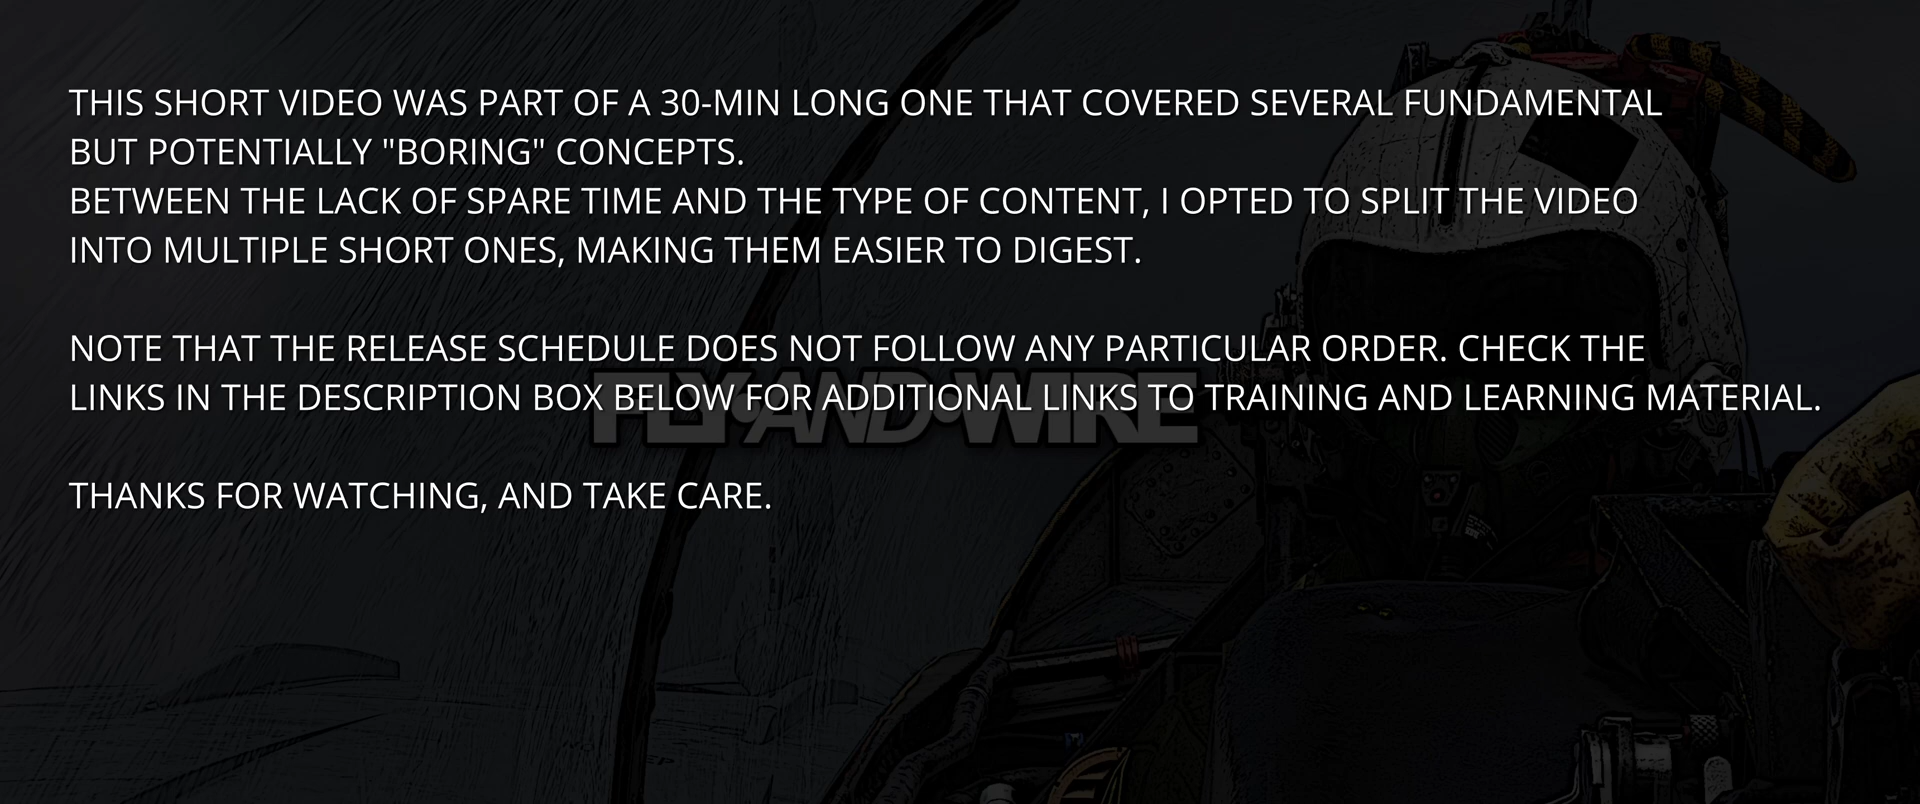 THIS SHORT VIDEO WAS PART OF A 30-MIN LONG ONE THAT COVERED SEVERAL FUNDAMENTAL
BUT POTENTIALLY "BORING" CONCEPTS.
BETWEEN THE LACK OF SPARE TIME AND THE TYPE OF CONTENT, I OPTED TO SPLIT THE VIDEO
INTO MULTIPLE SHORT ONES, MAKING THEM EASIER TO DIGEST.
NOTE THAT THE RELEASE SCHEDULE DOES NOT FOLLOW ANY PARTICULAR ORDER. CHECK THE
LINKS IN THE DESCRIPTION BOX BELOW FOR ADDITIONAL LINKS TO TRAINING AND LEARNING MATERIAL.
FLY•AND•WIRE
THANKS FOR WATCHING, AND TAKE CARE.